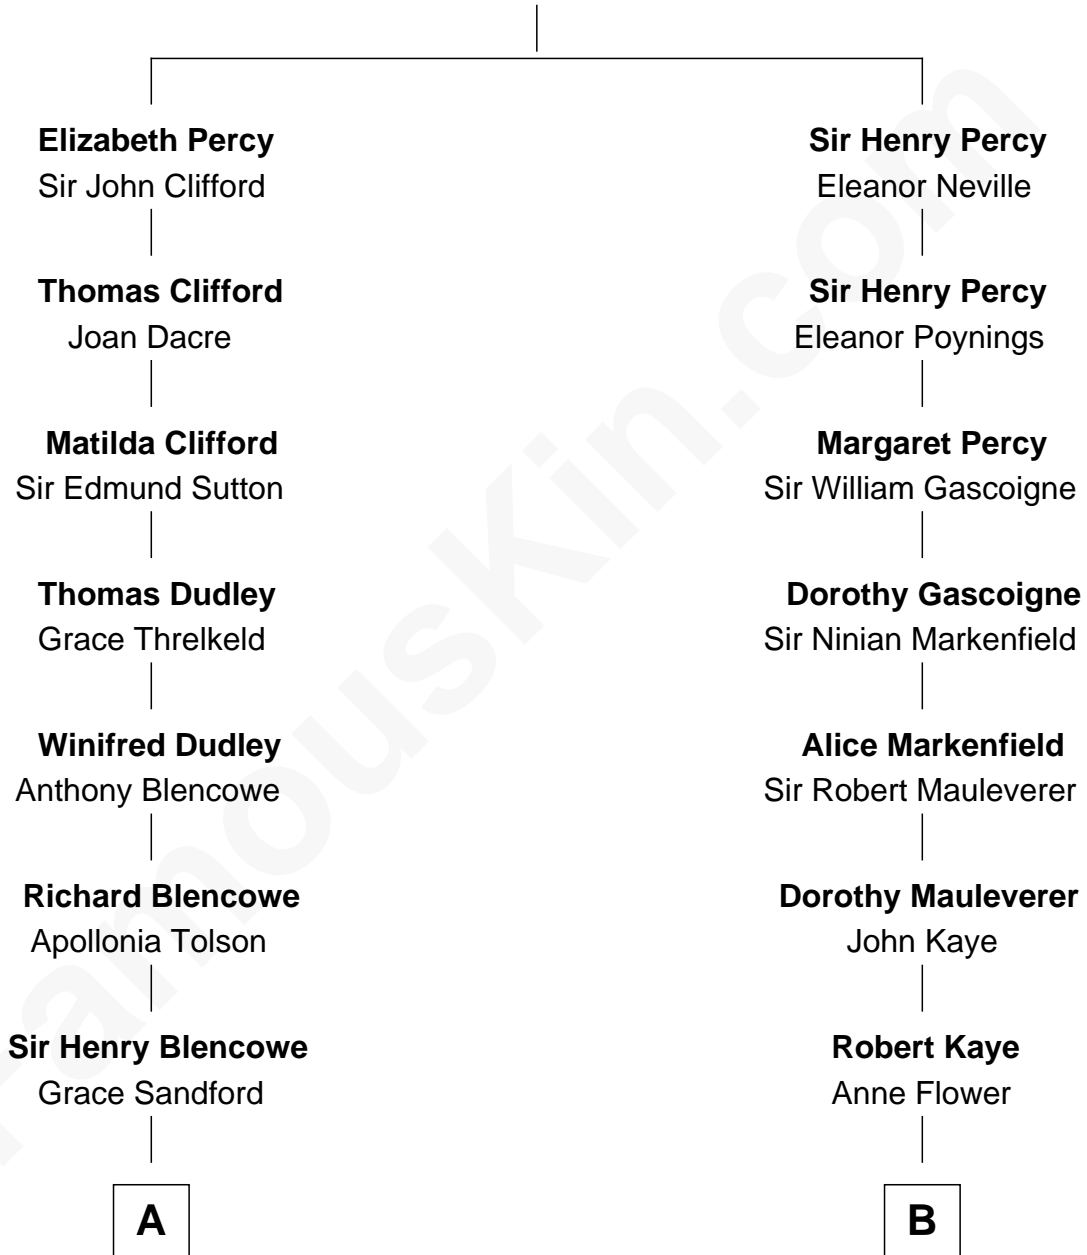 Elizabeth Percy
Sir John Clifford
Thomas Clifford
Joan Dacre
Matilda Clifford
Sir Edmund Sutton
Thomas Dudley
Grace Threlkeld
Winifred Dudley
Anthony Blencowe
Richard Blencowe
Apollonia Tolson
Sir Henry Blencowe
Grace Sandford
A
Sir Henry Percy
Eleanor Neville
Sir Henry Percy
Eleanor Poynings
Margaret Percy
Sir William Gascoigne
Dorothy Gascoigne
Sir Ninian Markenfield
Alice Markenfield
Sir Robert Mauleverer
Dorothy Mauleverer
John Kaye
Robert Kaye
Anne Flower
B
FamousKin.com